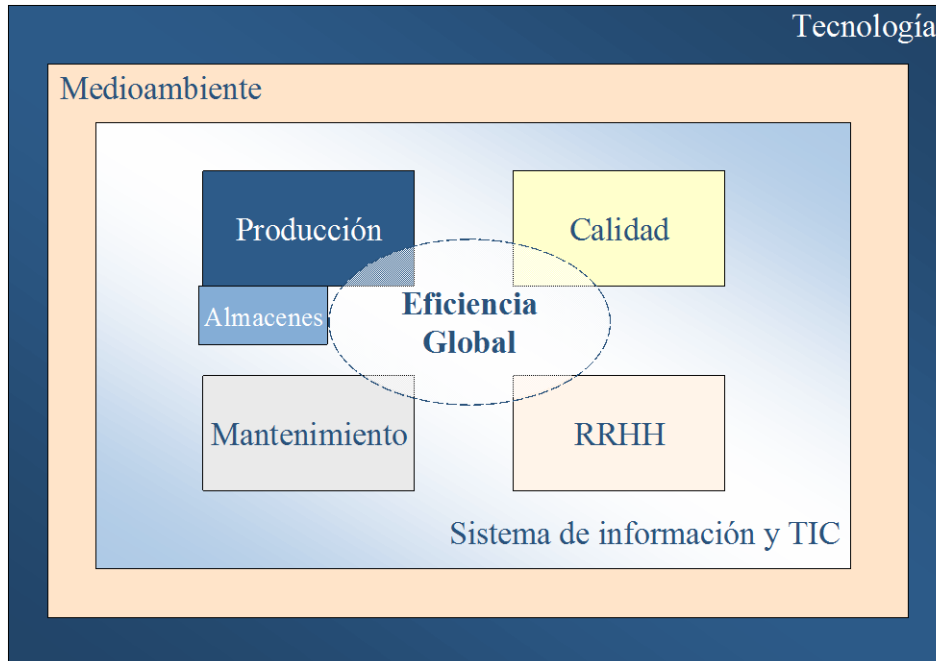 Tecnología
Medioambiente
Producción
Calidad
Almacenes
Eficiencia
Global
Mantenimiento
RRHH
Sistema de información y TIC